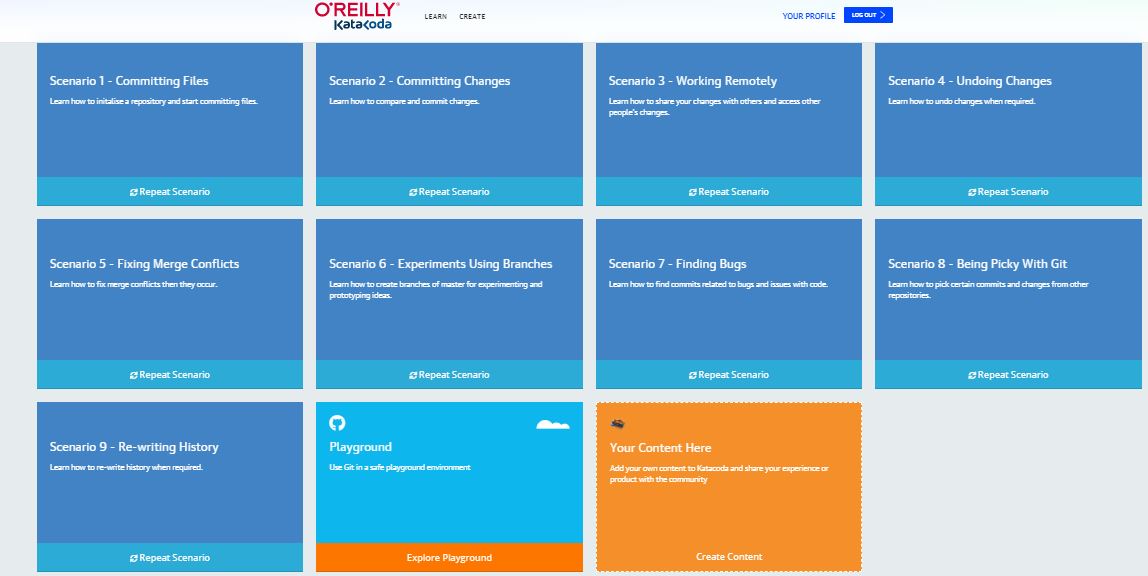 O'REILLY®
Katacoda
LEARN
CREATE
YOUR PROFILE
LOG OUT
Scenario 1 - Committing Files
Learn how to initalise a repository and start committing files.
Repeat Scenario
Scenario 2 - Committing Changes
Learn how to compare and commit changes.
Repeat Scenario
Scenario 3 - Working Remotely
Learn how to share your changes with others and access other
people's changes.
Repeat Scenario
Scenario 4 - Undoing Changes
Learn how to undo changes when required.
Repeat Scenario
Scenario 5 - Fixing Merge Conflicts
Learn how to fix merge conflicts then they occur.
Repeat Scenario
Scenario 6 - Experiments Using Branches
Learn how to create branches of master for experimenting and
prototyping ideas.
Repeat Scenario
Scenario 7 - Finding Bugs
Learn how to find commits related to bugs and issues with code.
Repeat Scenario
Scenario 8 - Being Picky With Git
Learn how to pick certain commits and changes from other
repositories.
Repeat Scenario
Scenario 9 - Re-writing History
Learn how to re-write history when required.
Repeat Scenario
Playground
Use Git in a safe playground environment
Explore Playground
Your Content Here
Add your own content to Katacoda and share your experience or
product with the community
Create Content